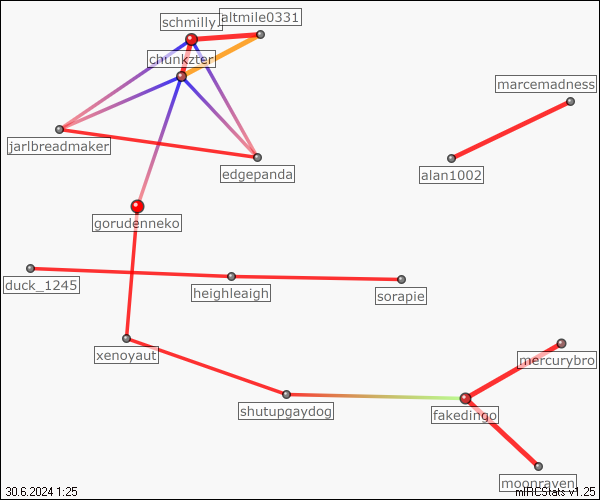 schmilly
altmile0331
chunkzter
marcemadness
jarlbreadmaker
edgepanda
alan1002
gorudenneko
duck_1245
heighleaigh
sorapie
xenoyaut
mercurybro
shutupgaydog
fakedingo
moonraven
30.6.2024 1:25
mIRCStats v1.25